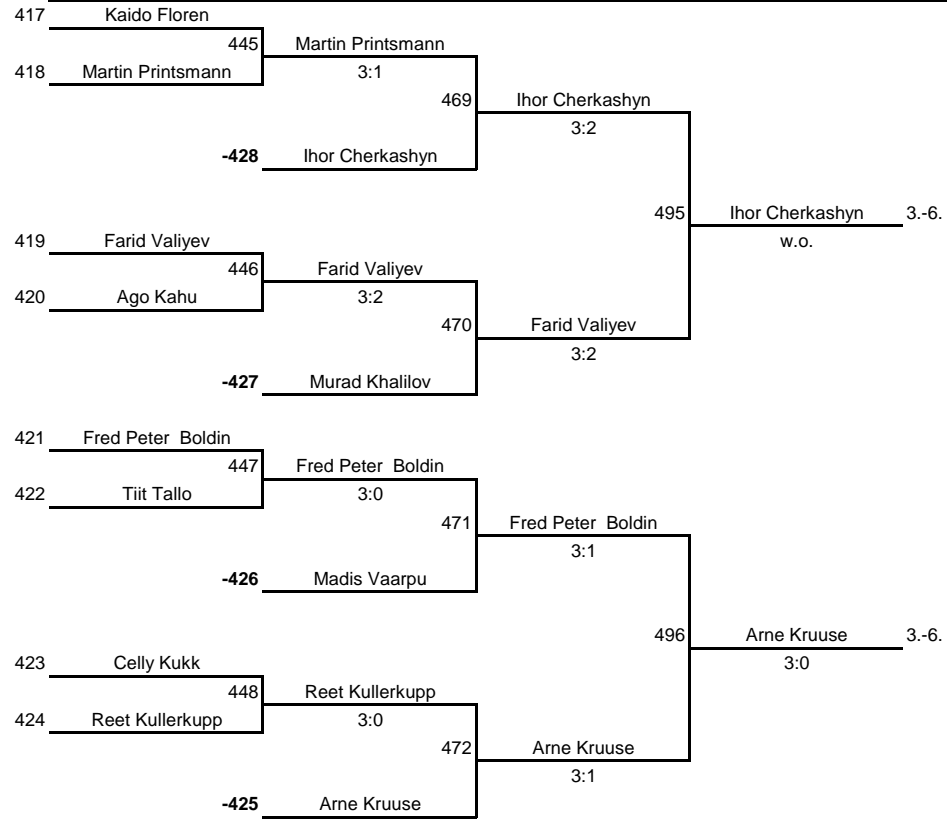 417 Kaido Floren
445 Martin Printsmann
418 Martin Printsmann 3:1
469 Ihor Cherkashyn
3:2
-428 Ihor Cherkashyn
495 Ihor Cherkashyn 3.-6.
w.o.
419 Farid Valiyev
446 Farid Valiyev
420 Ago Kahu 3:2
470 Farid Valiyev
3:2
-427 Murad Khalilov
421 Fred Peter Boldin
447 Fred Peter Boldin
422 Tiit Tallo 3:0
471 Fred Peter Boldin
3:1
-426 Madis Vaarpu
496 Arne Kruuse 3.-6.
3:0
423 Celly Kukk
448 Reet Kullerkupp
424 Reet Kullerkupp 3:0
472 Arne Kruuse
3:1
-425 Arne Kruuse